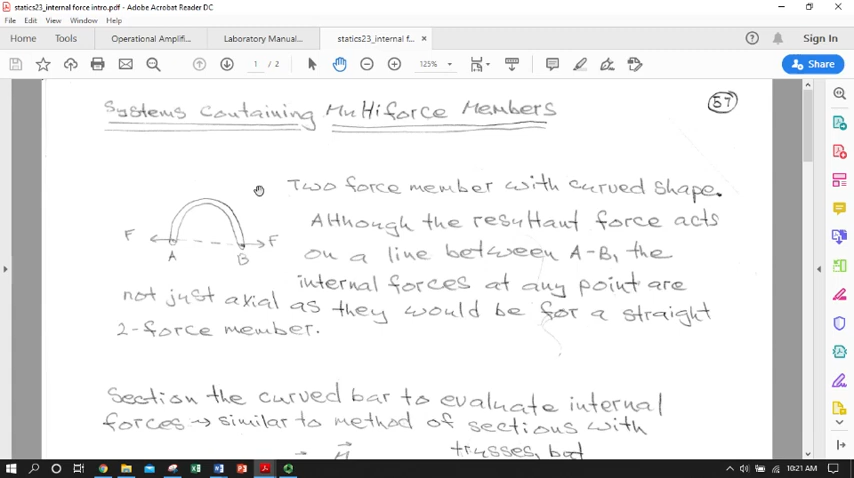 statics23_internal force intro.pdf - Adobe Acrobat Reader DC
File Edit View Window Help
Home Tools Operational Amplifi... Laboratory Manual... statics23_internal f... × Sign In
1 / 2 125% Share
Systems Containing Multiforce Members
57
Two force member with curved shape.
Although the resultant force acts
F F
on a line between A-B, the
A B
internal forces at any point are
not just axial as they would be for a straight
2-force member.
Section the curved bar to evaluate internal
forces → similar to method of sections with
trusses, but
10:21 AM